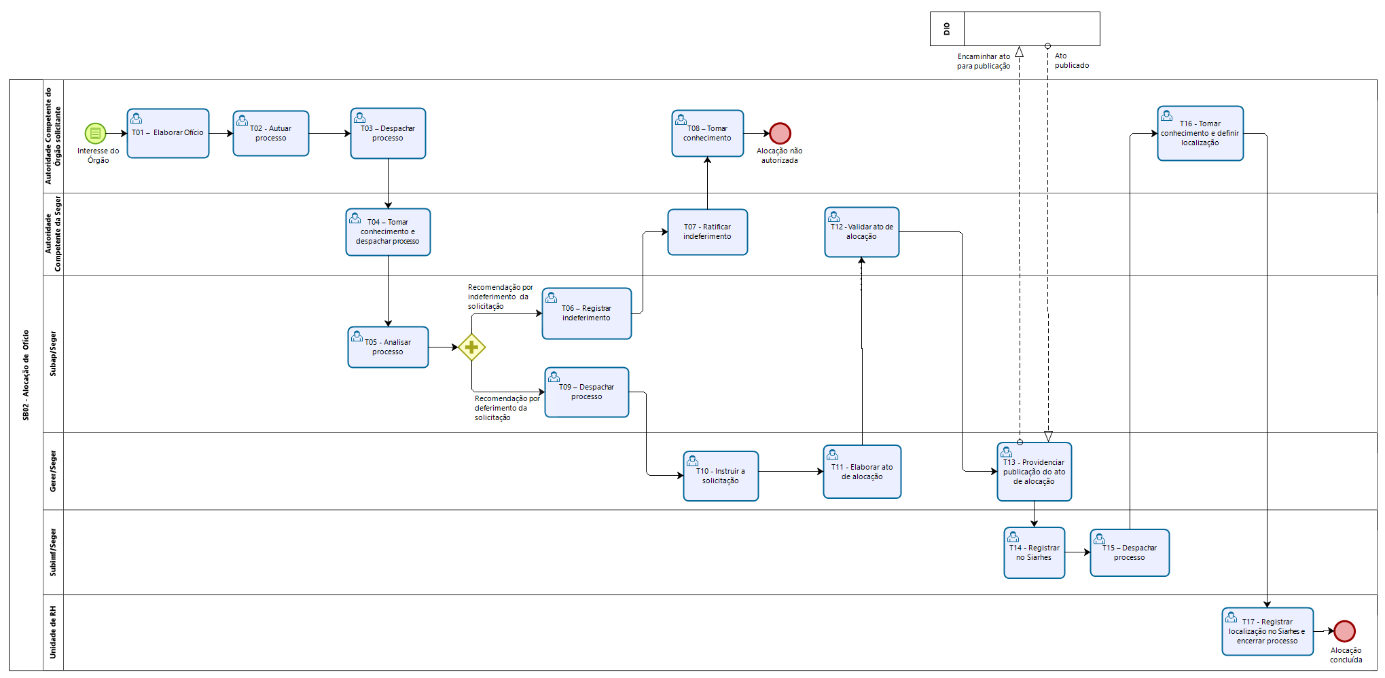 DIO
Encaminhar ato
para publicação
Ato
publicado
SB02 - Alocação de Ofício
Autoridade Competente do
Órgão solicitante
Interesse do
Órgão
T01 – Elaborar Ofício
T02 - Autuar
processo
T03 – Despachar
processo
T08 – Tomar
conhecimento
Alocação não
autorizada
T16 - Tomar
conhecimento e definir
localização
Autoridade
Competente da Seger
T04 – Tomar
conhecimento e
despachar processo
T07 - Ratificar
indeferimento
T12 - Validar ato de
alocação
Subap/Seger
T05 - Analisar
processo
Recomendação por
indeferimento da
solicitação
T06 – Registrar
indeferimento
Recomendação por
deferimento da
solicitação
T09 – Despachar
processo
Gerer/Seger
T10 - Instruir a
solicitação
T11 - Elaborar ato
de alocação
T13 - Providenciar
publicação do ato
de alocação
Subinf/Seger
T14 - Registrar
no Siarhes
T15 – Despachar
processo
Unidade de RH
T17 - Registrar
localização no Siarhes e
encerrar processo
Alocação
concluída